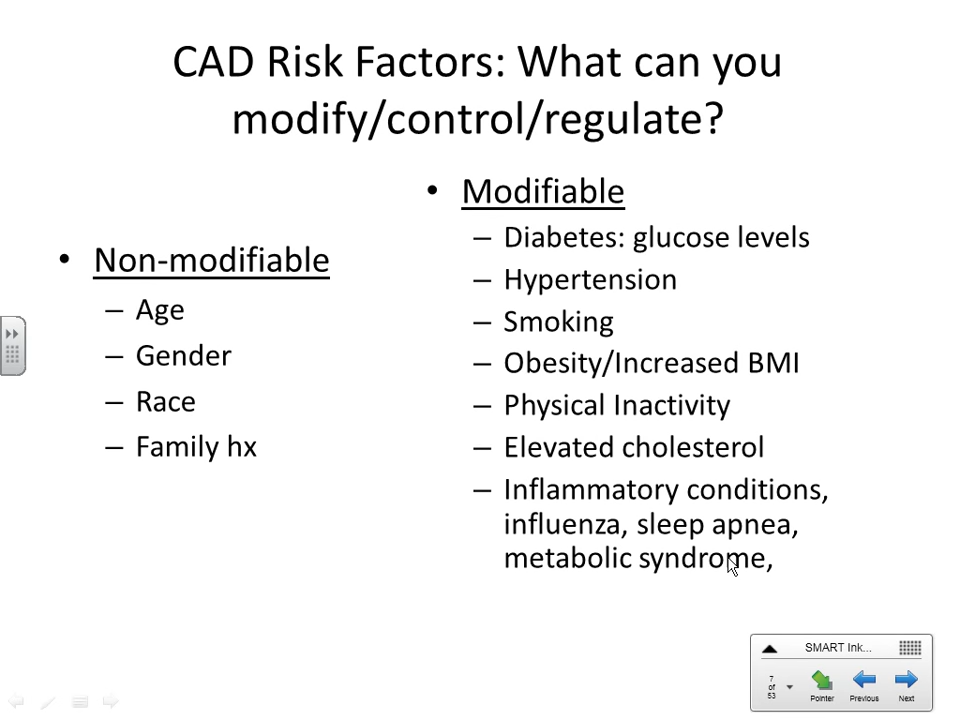 CAD Risk Factors: What can you
modify/control/regulate?
• Non-modifiable
– Age
– Gender
– Race
– Family hx
• Modifiable
– Diabetes: glucose levels
– Hypertension
– Smoking
– Obesity/Increased BMI
– Physical Inactivity
– Elevated cholesterol
– Inflammatory conditions,
influenza, sleep apnea,
metabolic syndrome,
SMART Ink...
7
of
53
Pointer
Previous
Next